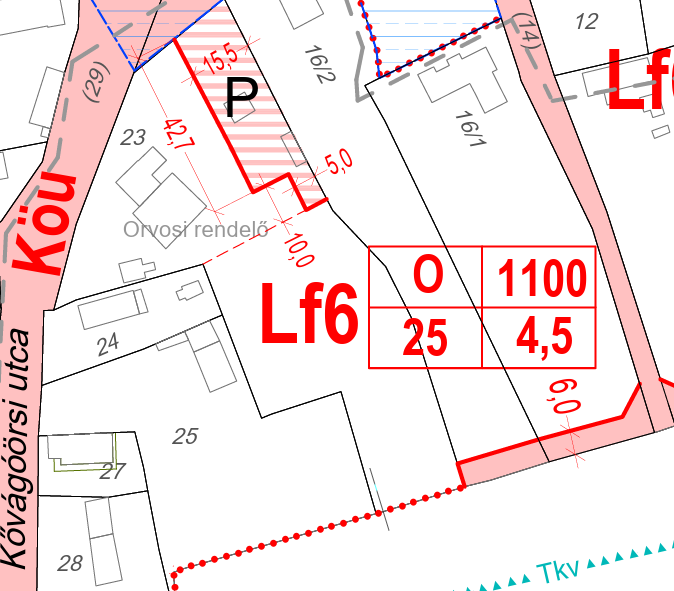 12
(14)
16/2
15,5
(29)
Lf6
P
42,7
23
16/1
5,0
Köu
Orvosi rendelő
10,0
O 1100
Lf6
25 4,5
24
6,0
Kővágóörsi utca
25
27
28
Tkv